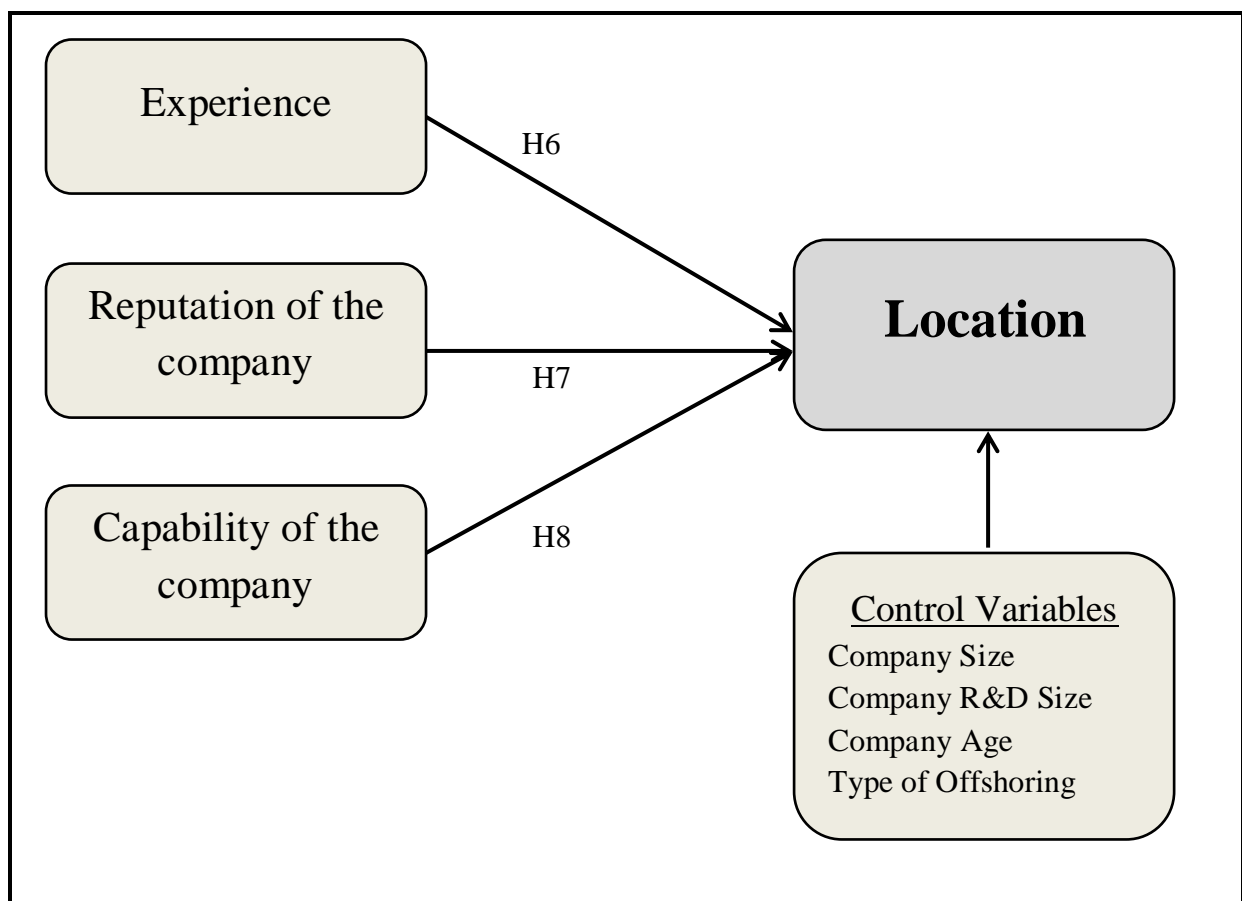 Experience
H6
Reputation of the
company
H7
Location
Capability of the
company
H8
Control Variables
Company Size
Company R&D Size
Company Age
Type of Offshoring